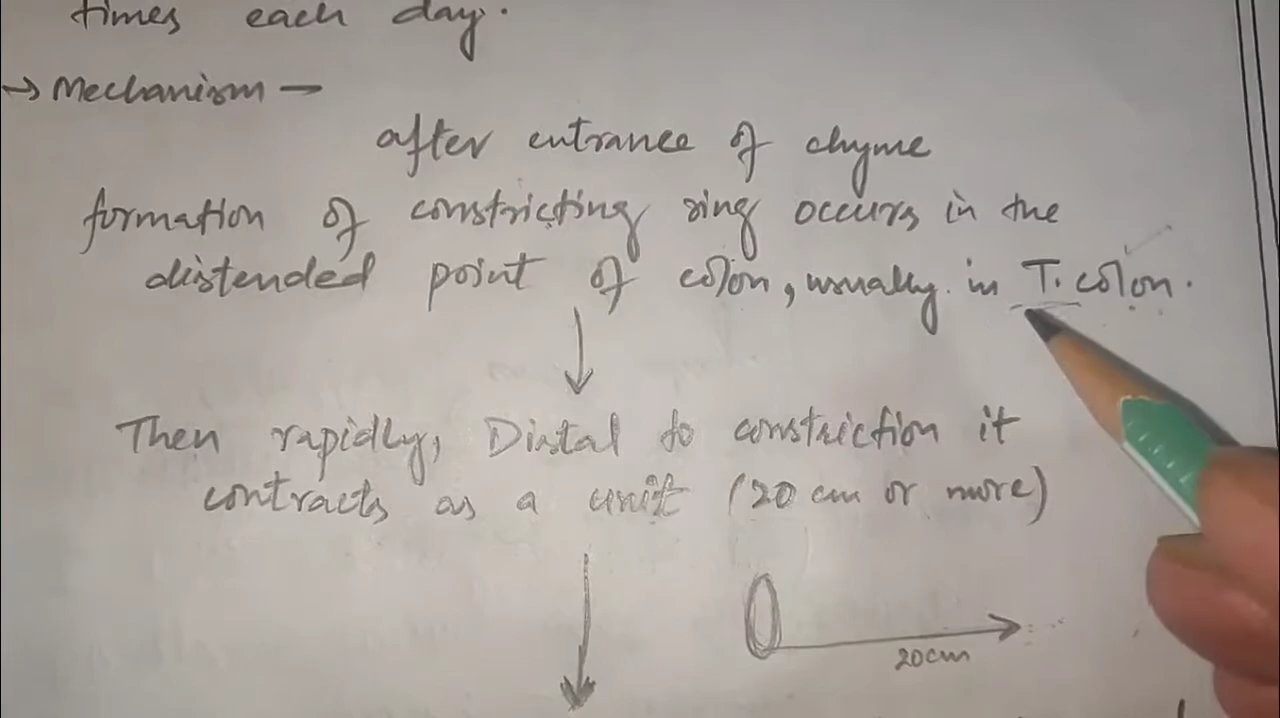 times each day.
→ Mechanism —
after entrance of chyme
formation of constricting ring occurs in the
distended point of colon, usually in T. colon.
Then rapidly, Distal to constriction it
contracts as a unit (20 cm or more)
20cm